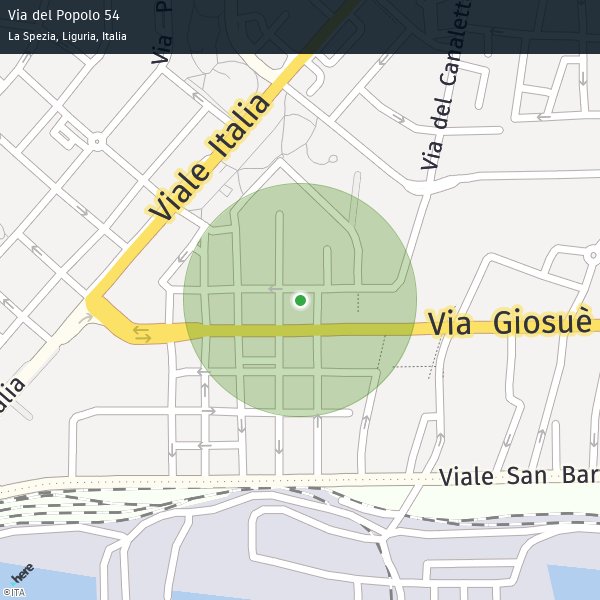 Via del Popolo 54
La Spezia, Liguria, Italia
Via P
Viale Italia
Via del Canalett
Via Giosuè
alia
Viale San Bar
here
©ITA